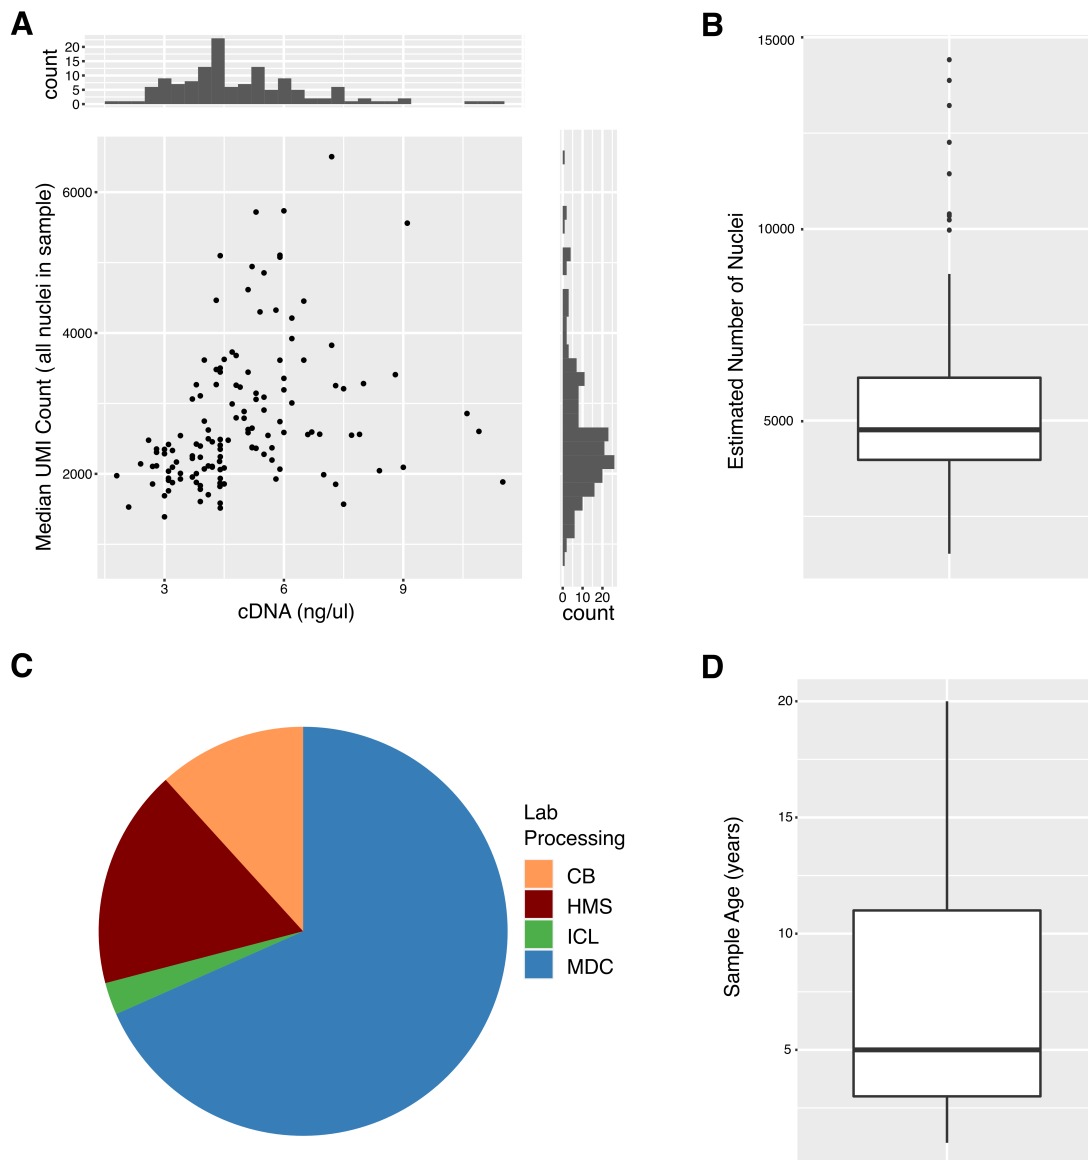 A
count
20
15
10
5
0
Median UMI Count ( all nuclei in sample)
6000
4000
2000
3 6 9
cDNA (ng/ul)
0 10 20
count
B
Estimated Number of Nuclei
15000
10000
5000
C
Lab
Processing
CB
HMS
ICL
MDC
D
Sample Age (years)
20
15
10
5